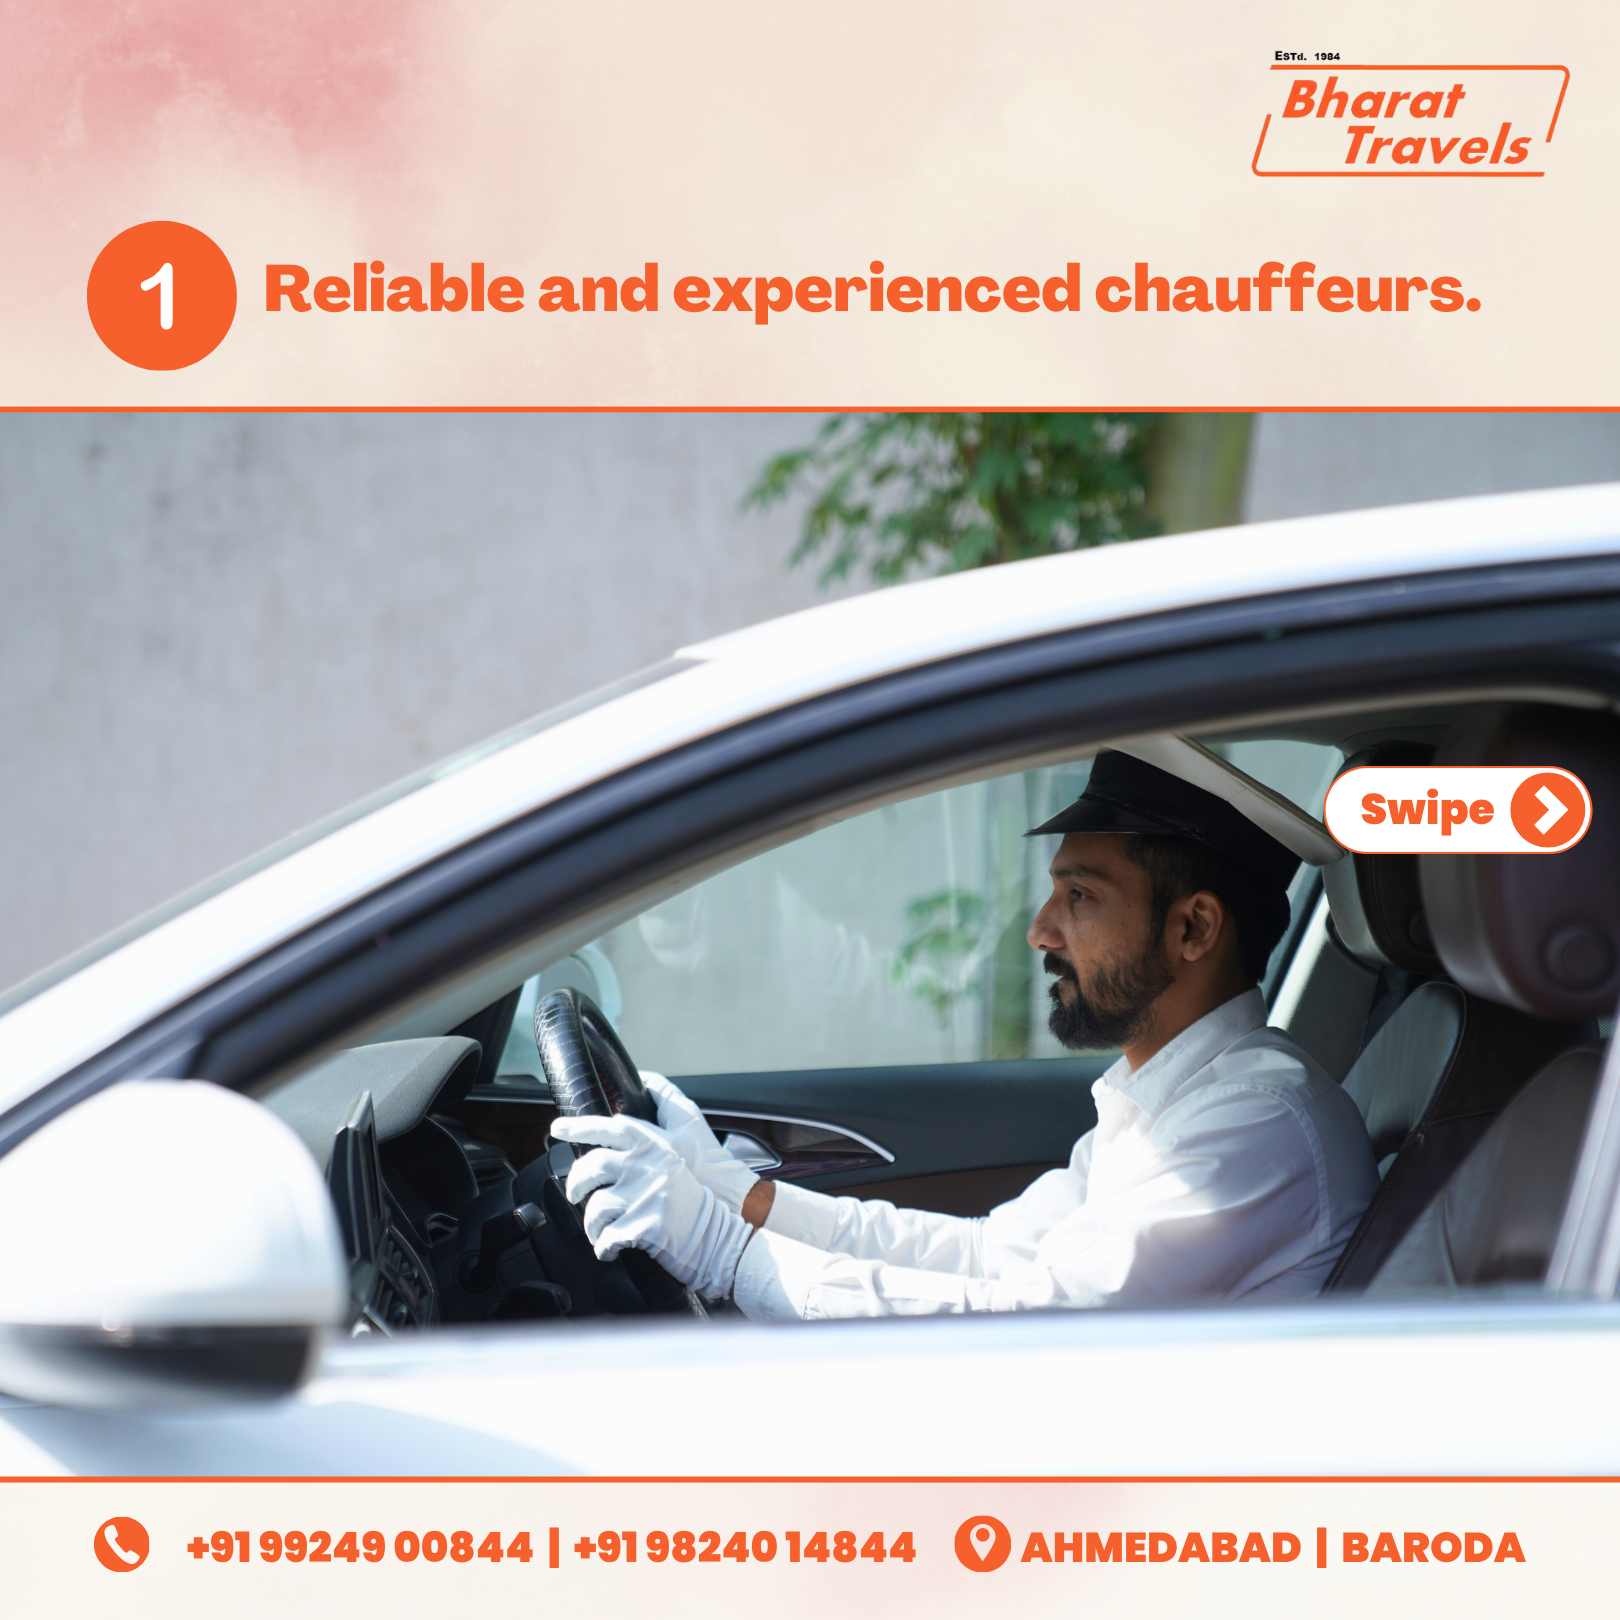 ESTd. 1984
Bharat
Travels
1 Reliable and experienced chauffeurs.
Swipe
+91 99249 00844 | +91 98240 14844 AHMEDABAD | BARODA